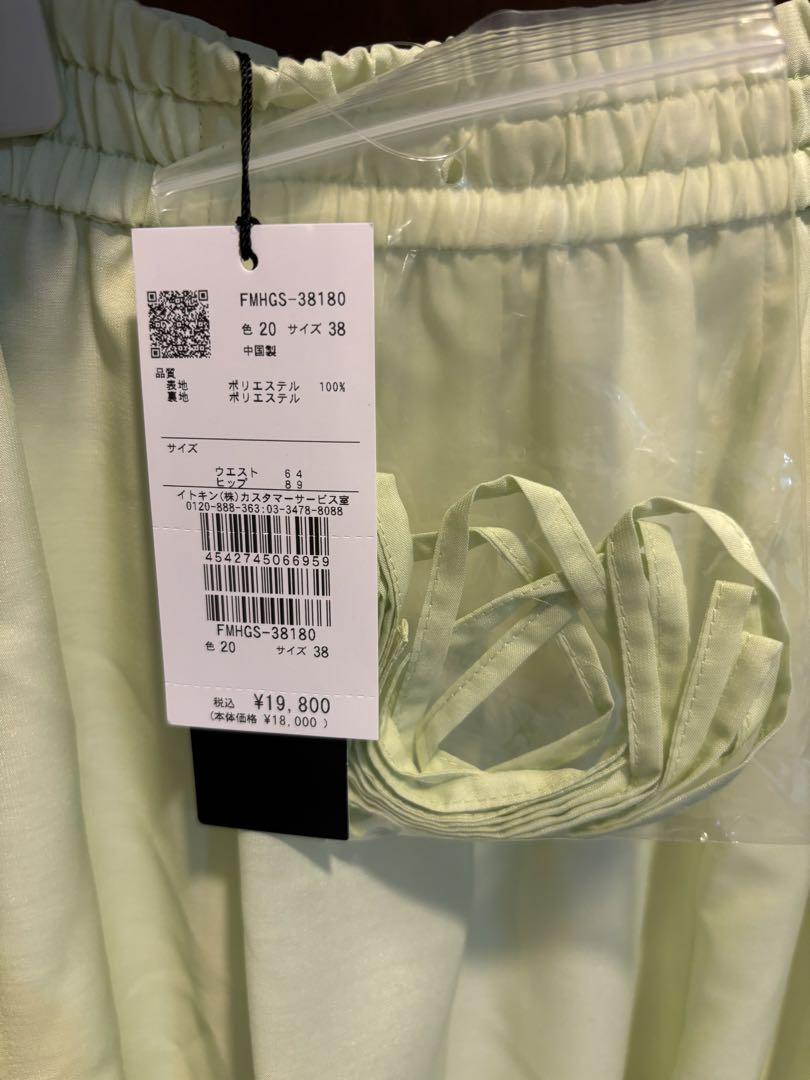 FMHGS-38180
色 20 サイズ 38
中国製
品質
表地 ポリエステル 100%
裏地 ポリエステル
サイズ
ウエスト 64
ヒップ 89
イトキン(株)カスタマーサービス室
0120-888-363:03-3478-8088
4542745066959
FMHGS-38180
色 20 サイズ 38
税込 ¥19,800
(本体価格 ¥18,000 )